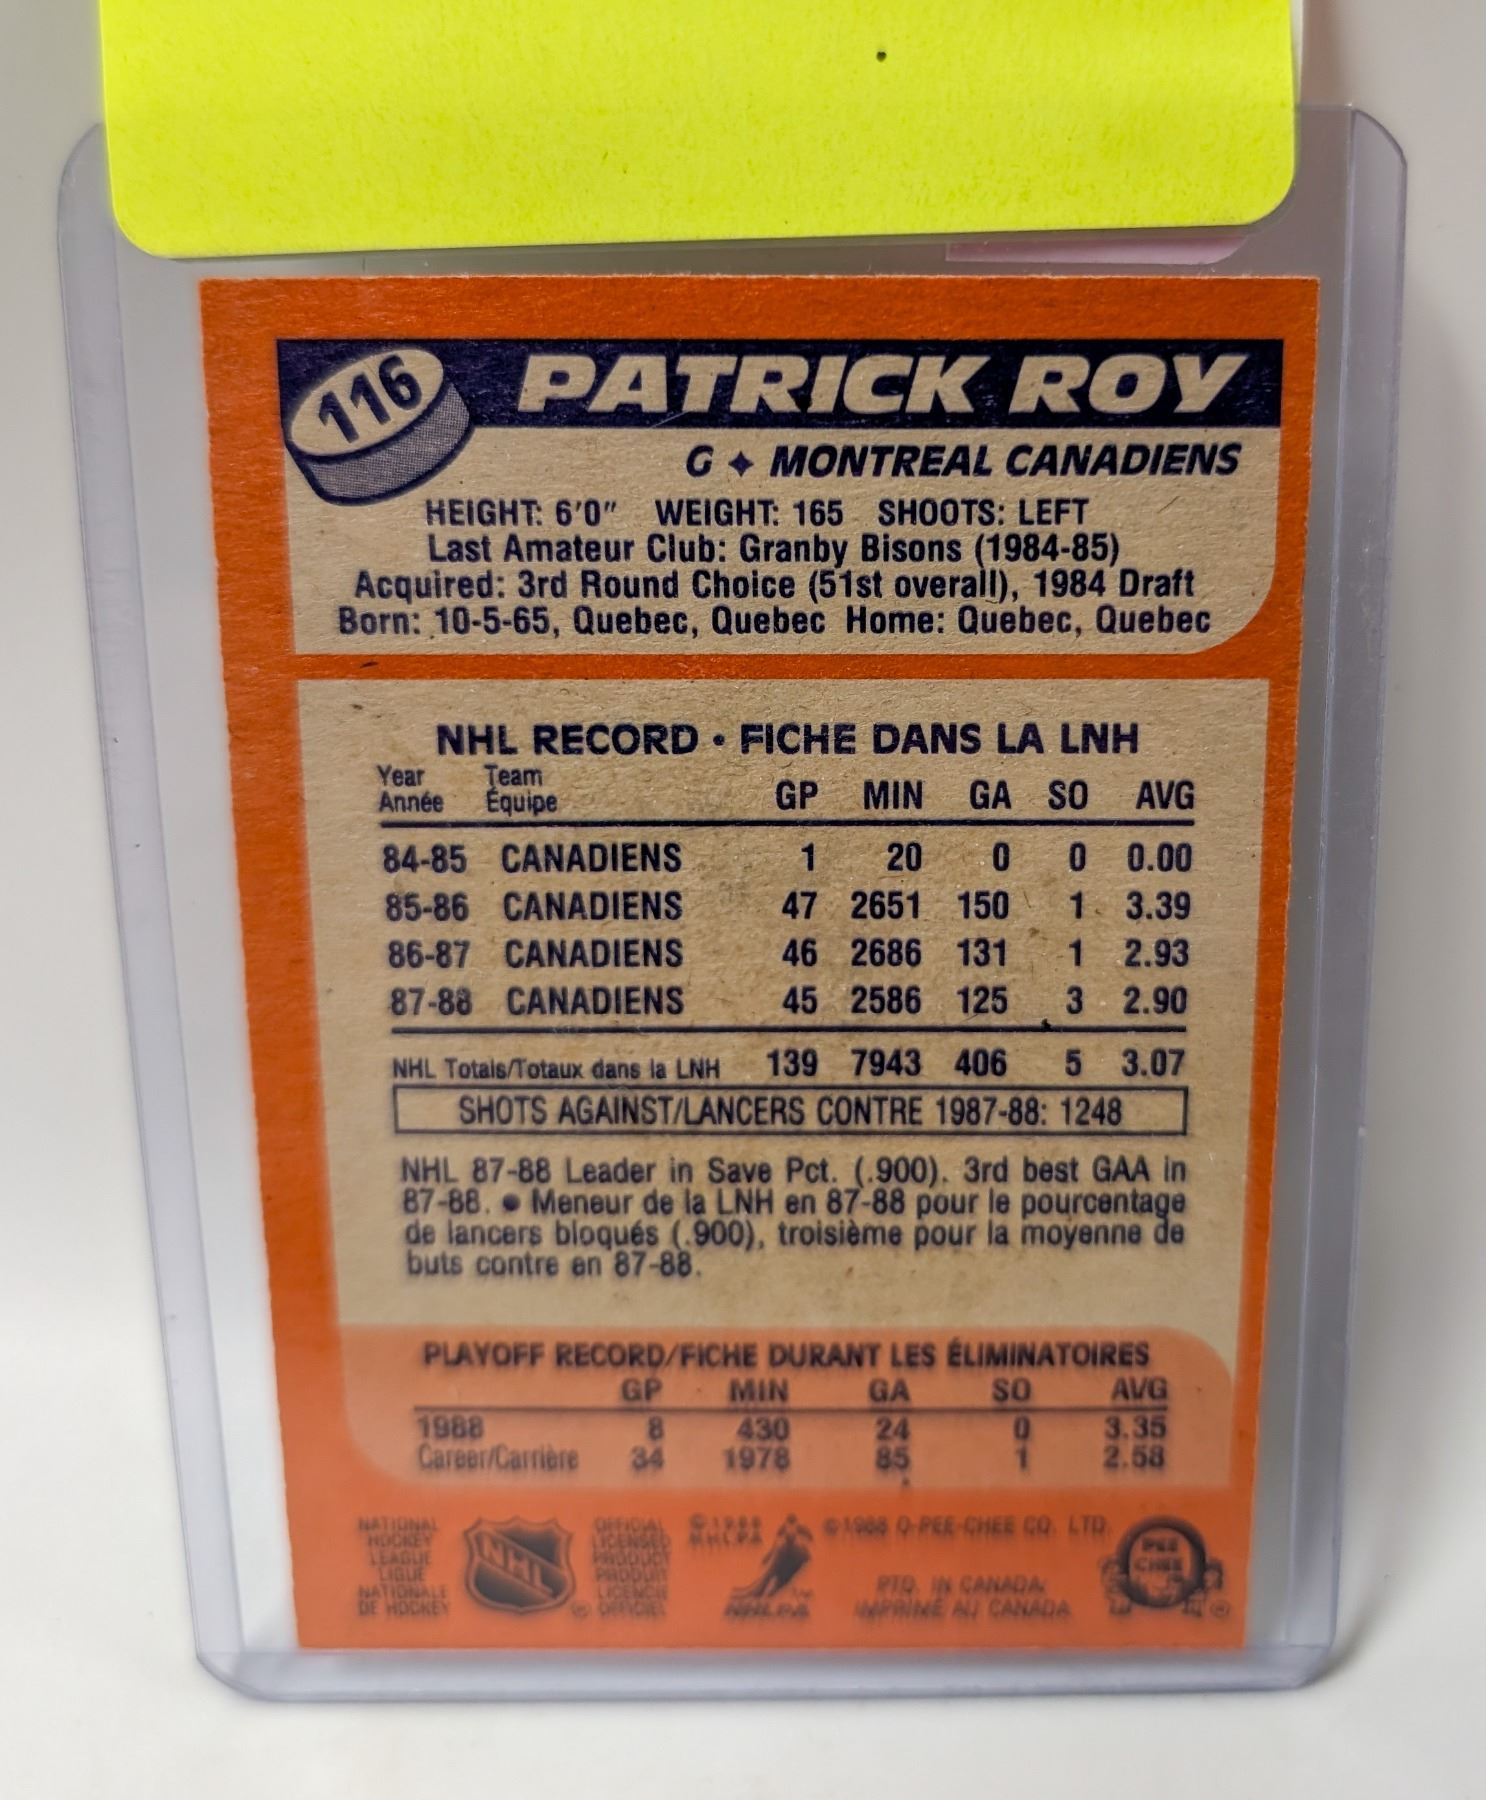 116
PATRICK ROY
G ✦ MONTREAL CANADIENS
HEIGHT: 6'0" WEIGHT: 165 SHOOTS: LEFT
Last Amateur Club: Granby Bisons (1984-85)
Acquired: 3rd Round Choice (51st overall), 1984 Draft
Born: 10-5-65, Quebec, Quebec Home: Quebec, Quebec
NHL RECORD • FICHE DANS LA LNH
Year Team
Année Équipe GP MIN GA SO AVG
84-85 CANADIENS 1 20 0 0 0.00
85-86 CANADIENS 47 2651 150 1 3.39
86-87 CANADIENS 46 2686 131 1 2.93
87-88 CANADIENS 45 2586 125 3 2.90
NHL Totals/Totaux dans la LNH 139 7943 406 5 3.07
SHOTS AGAINST/LANCERS CONTRE 1987-88: 1248
NHL 87-88 Leader in Save Pct. (.900). 3rd best GAA in
87-88. • Meneur de la LNH en 87-88 pour le pourcentage
de lancers bloqués (.900), troisième pour la moyenne de
buts contre en 87-88.
PLAYOFF RECORD/FICHE DURANT LES ÉLIMINATOIRES
GP MIN GA SO AVG
1988 8 430 24 0 3.35
Career/Carrière 34 1978 85 1 2.58
NATIONAL
HOCKEY
LEAGUE
LIGUE
NATIONALE
DE HOCKEY
NHL
OFFICIAL
LICENSED
PRODUCT
PRODUIT
LICENCIÉ
OFFICIEL
©1988
NHLPA
NHLPA
©1988 O-PEE-CHEE CO. LTD.
PTD. IN CANADA
IMPRIMÉ AU CANADA
O
PEE
CHEE